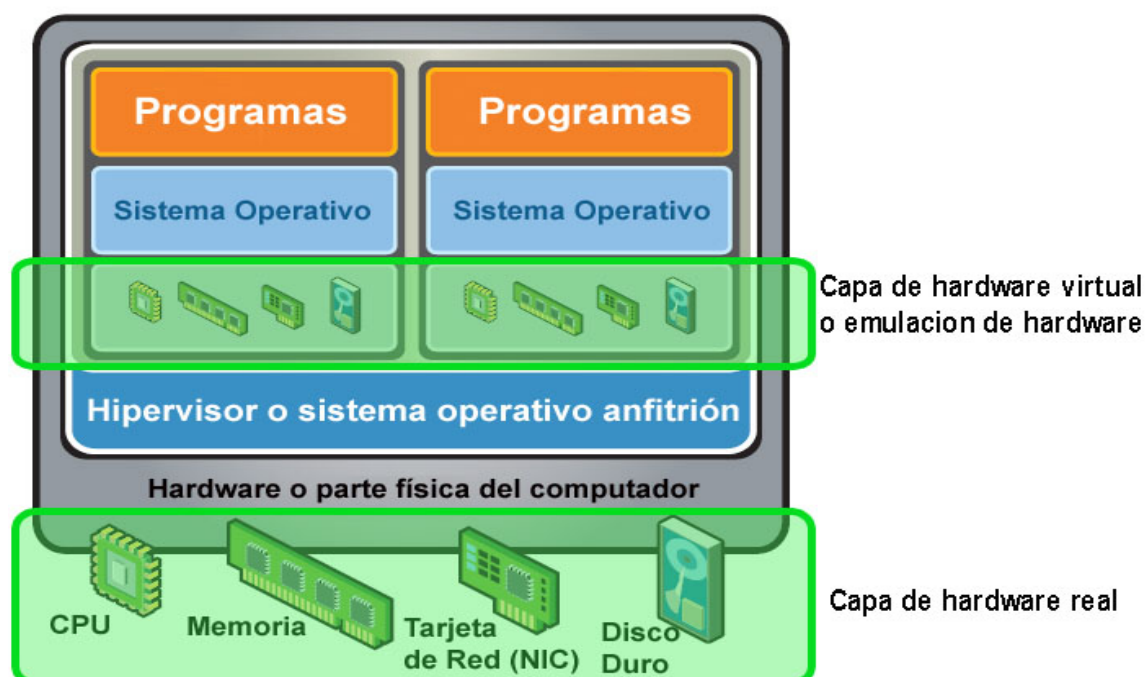 Programas
Programas
Sistema Operativo
Sistema Operativo
Capa de hardware virtual
o emulacion de hardware
Hipervisor o sistema operativo anfitrión
Hardware o parte física del computador
CPU
Memoria
Tarjeta
de Red (NIC)
Disco
Duro
Capa de hardware real